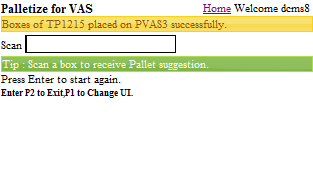 Palletize for VAS Home Welcome dcms8
Boxes of TP1215 placed on PVAS3 successfully.
Scan
Tip : Scan a box to receive Pallet suggestion.
Press Enter to start again.
Enter P2 to Exit,P1 to Change UI.